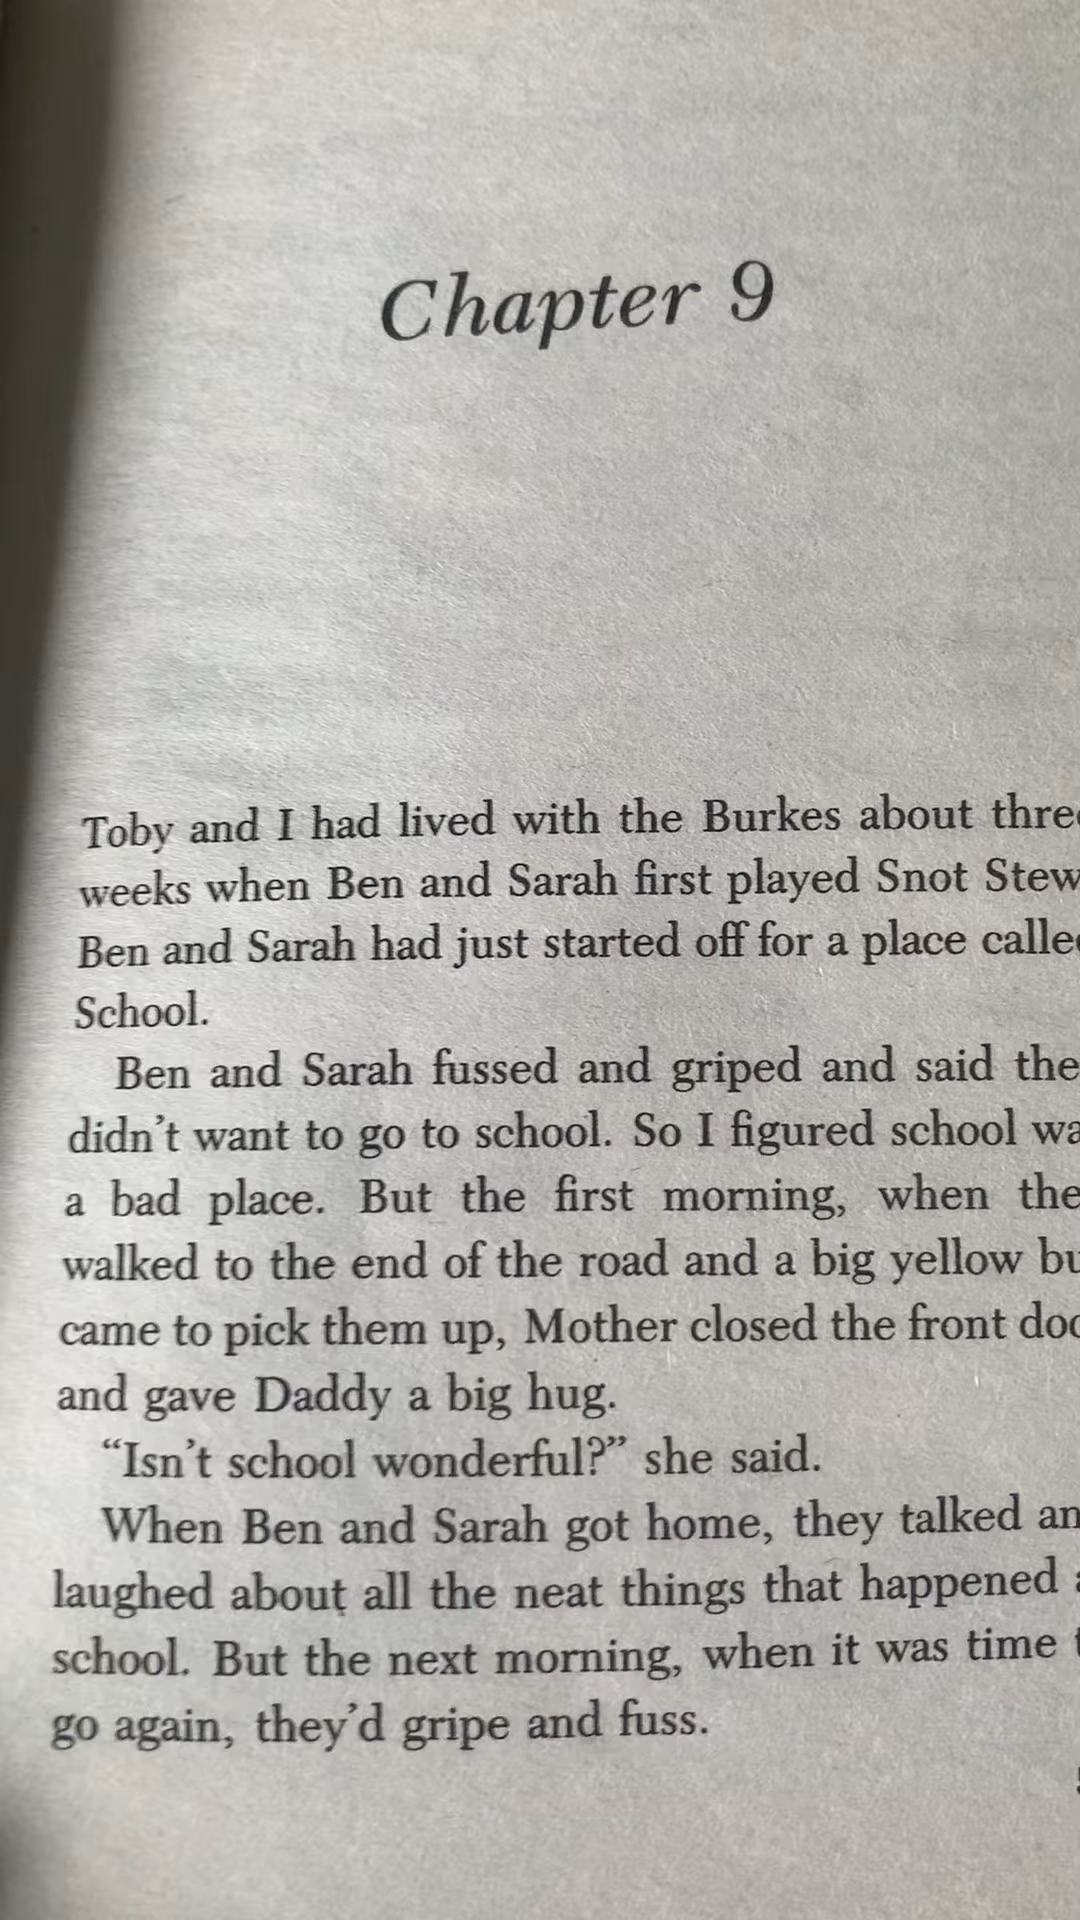 Chapter 9
Toby and I had lived with the Burkes about three
weeks when Ben and Sarah first played Snot Stew
Ben and Sarah had just started off for a place calle
School.
Ben and Sarah fussed and griped and said the
didn’t want to go to school. So I figured school wa
a bad place. But the first morning, when the
walked to the end of the road and a big yellow bu
came to pick them up, Mother closed the front doo
and gave Daddy a big hug.
“Isn’t school wonderful?” she said.
When Ben and Sarah got home, they talked an
laughed about all the neat things that happened a
school. But the next morning, when it was time t
go again, they’d gripe and fuss.